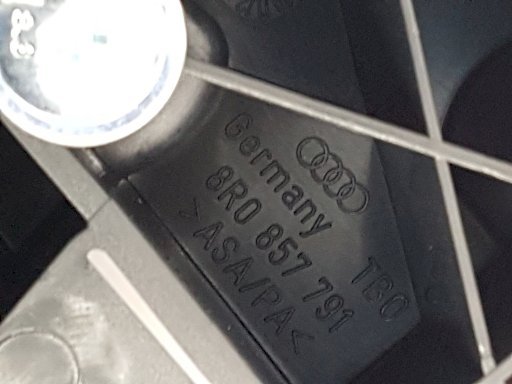 Germany
8R0 857 791
>ASA/PA<
TBO